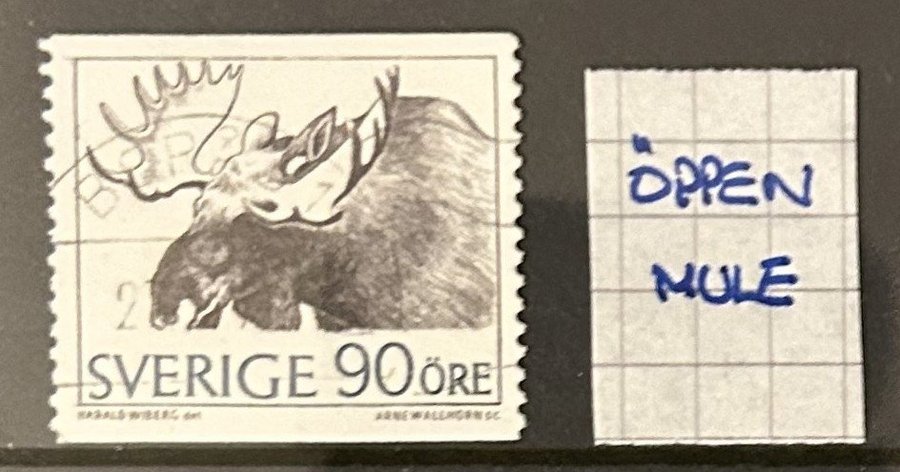 SVERIGE 90 ÖRE
HARALD WIBERG del ARNE WALLHORN sc
ÖPPEN
MULE